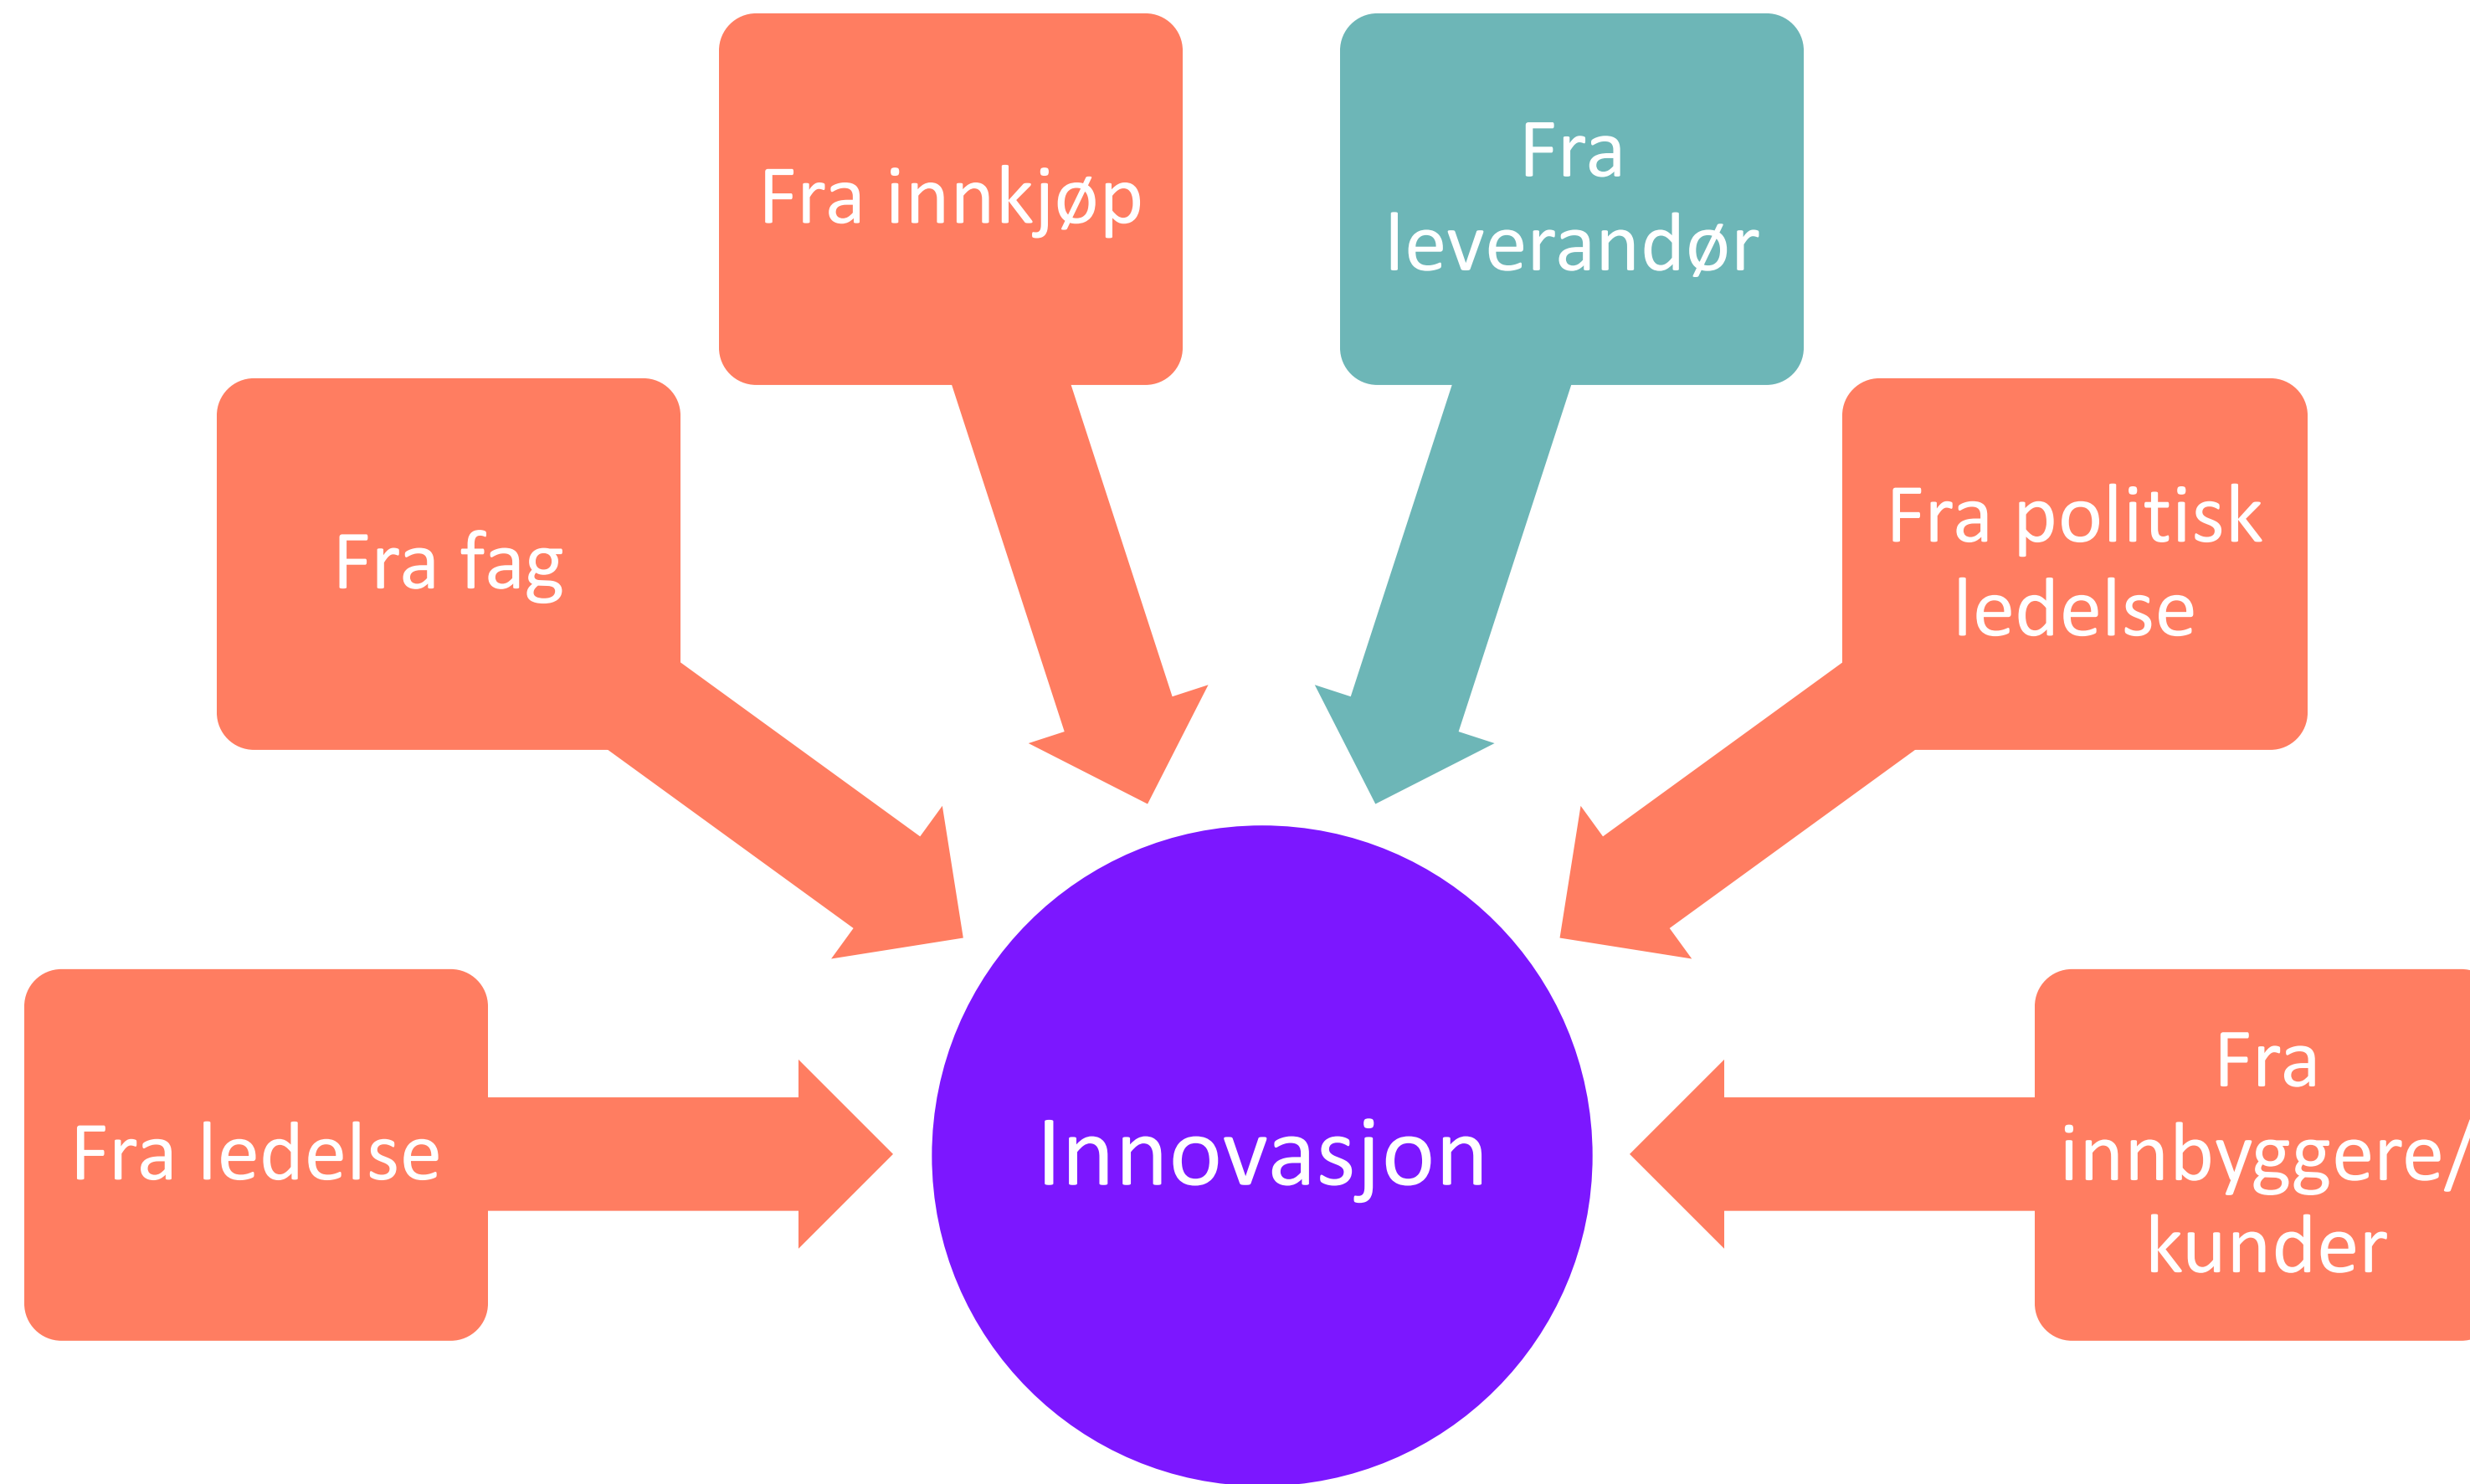 Fra innkjøp
Fra
leverandør
Fra fag
Fra politisk
ledelse
Fra ledelse
Innovasjon
Fra
innbyggere/
kunder